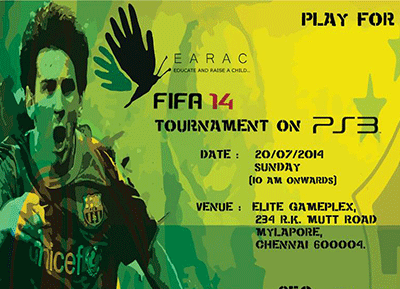 PLAY FOR
EARAC
EDUCATE AND RAISE A CHILD...
FIFA 14
TOURNAMENT ON PS3
DATE : 20/07/2014
SUNDAY
(10 AM ONWARDS)
VENUE : ELITE GAMEPLEX,
234 R.K. MUTT ROAD
MYLAPORE,
CHENNAI 600004.
unicef